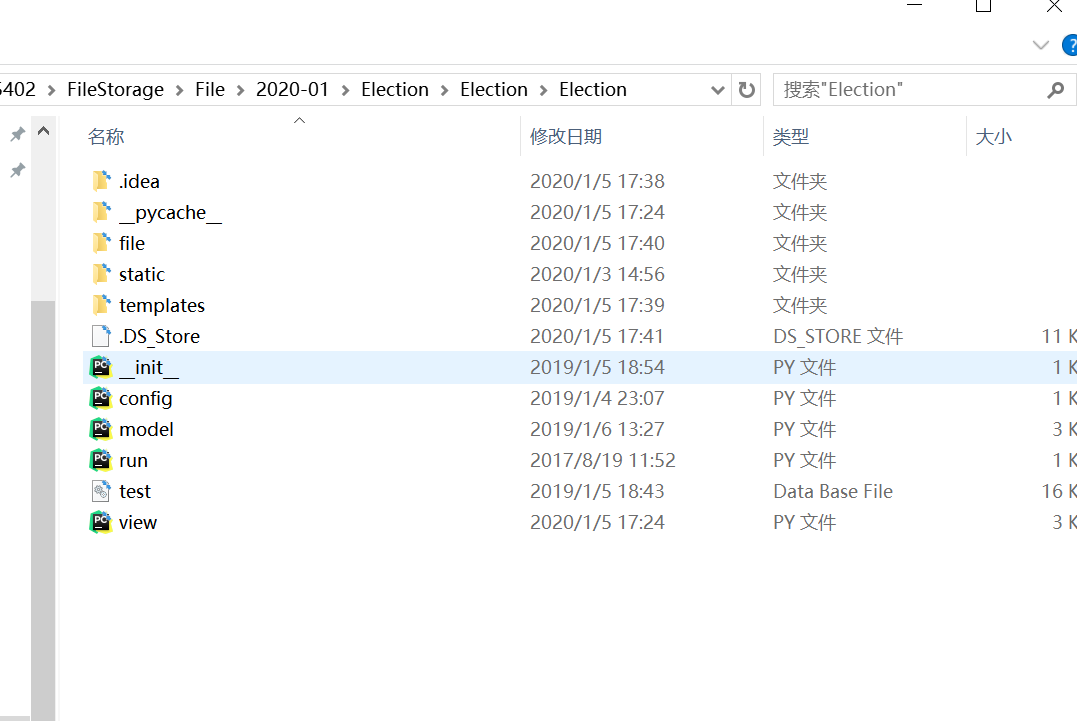 5402 > FileStorage > File > 2020-01 > Election > Election > Election
搜索"Election"
名称 修改日期 类型 大小
.idea 2020/1/5 17:38 文件夹
__pycache__ 2020/1/5 17:24 文件夹
file 2020/1/5 17:40 文件夹
static 2020/1/3 14:56 文件夹
templates 2020/1/5 17:39 文件夹
.DS_Store 2020/1/5 17:41 DS_STORE 文件 11 K
__init__ 2019/1/5 18:54 PY 文件 1 K
config 2019/1/4 23:07 PY 文件 1 K
model 2019/1/6 13:27 PY 文件 3 K
run 2017/8/19 11:52 PY 文件 1 K
test 2019/1/5 18:43 Data Base File 16 K
view 2020/1/5 17:24 PY 文件 3 K